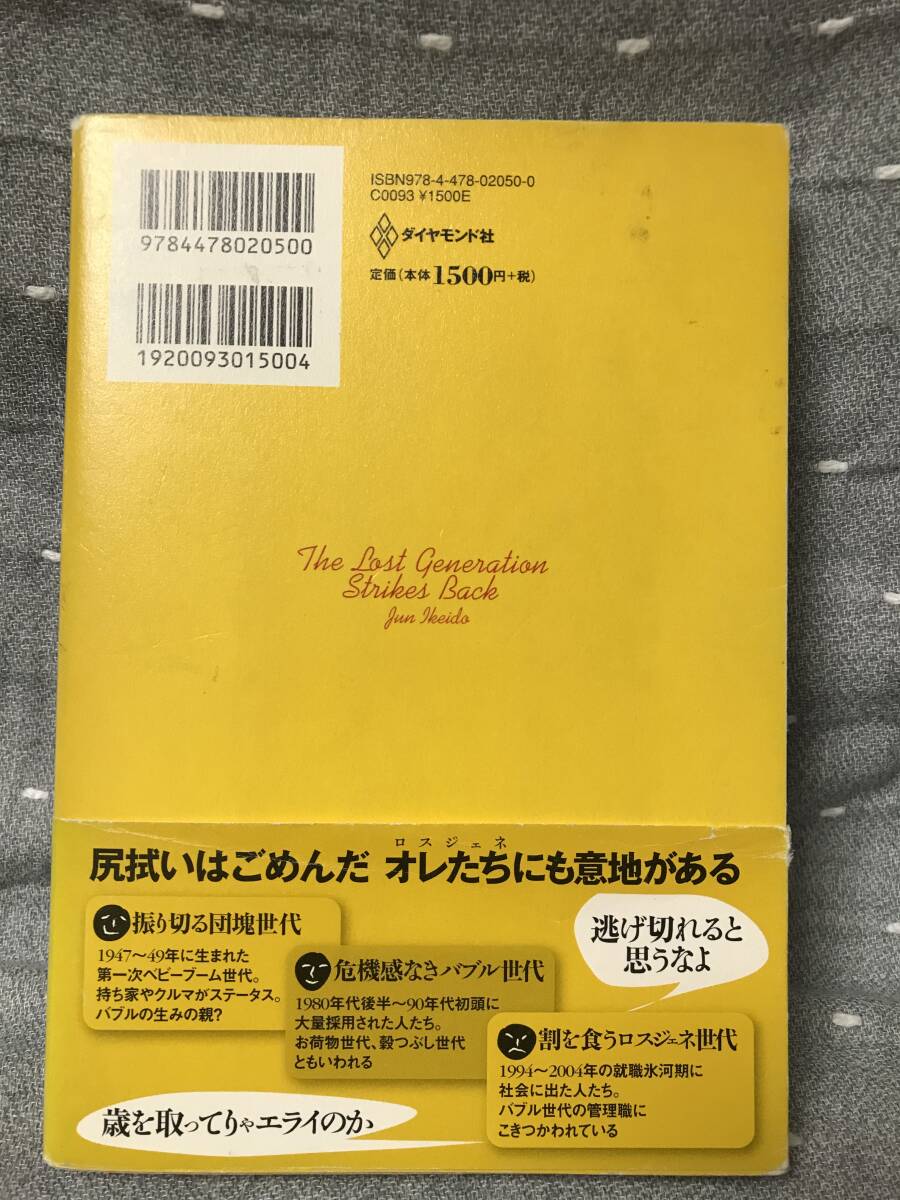 ISBN978-4-478-02050-0
C0093 ¥1500E
9784478020500
ダイヤモンド社
定価(本体1500円+税)
1920093015004
The Lost Generation
Strikes Back
Jun Ikeido
ロスジェネ
尻拭いはごめんだ オレたちにも意地がある
振り切る団塊世代
1947〜49年に生まれた
第一次ベビーブーム世代。
持ち家やクルマがステータス。
バブルの生みの親?
逃げ切れると
思うなよ
危機感なきバブル世代
1980年代後半〜90年代初頭に
大量採用された人たち。
お荷物世代、穀つぶし世代
ともいわれる
割を食うロスジェネ世代
1994〜2004年の就職氷河期に
社会に出た人たち。
バブル世代の管理職に
こきつかわれている
歳を取ってりゃエライのか